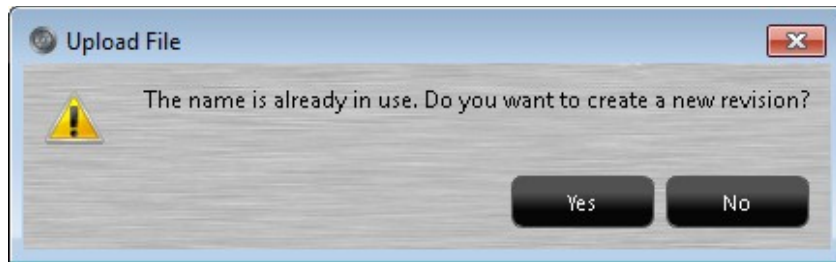 Upload File
The name is already in use. Do you want to create a new revision?
Yes
No